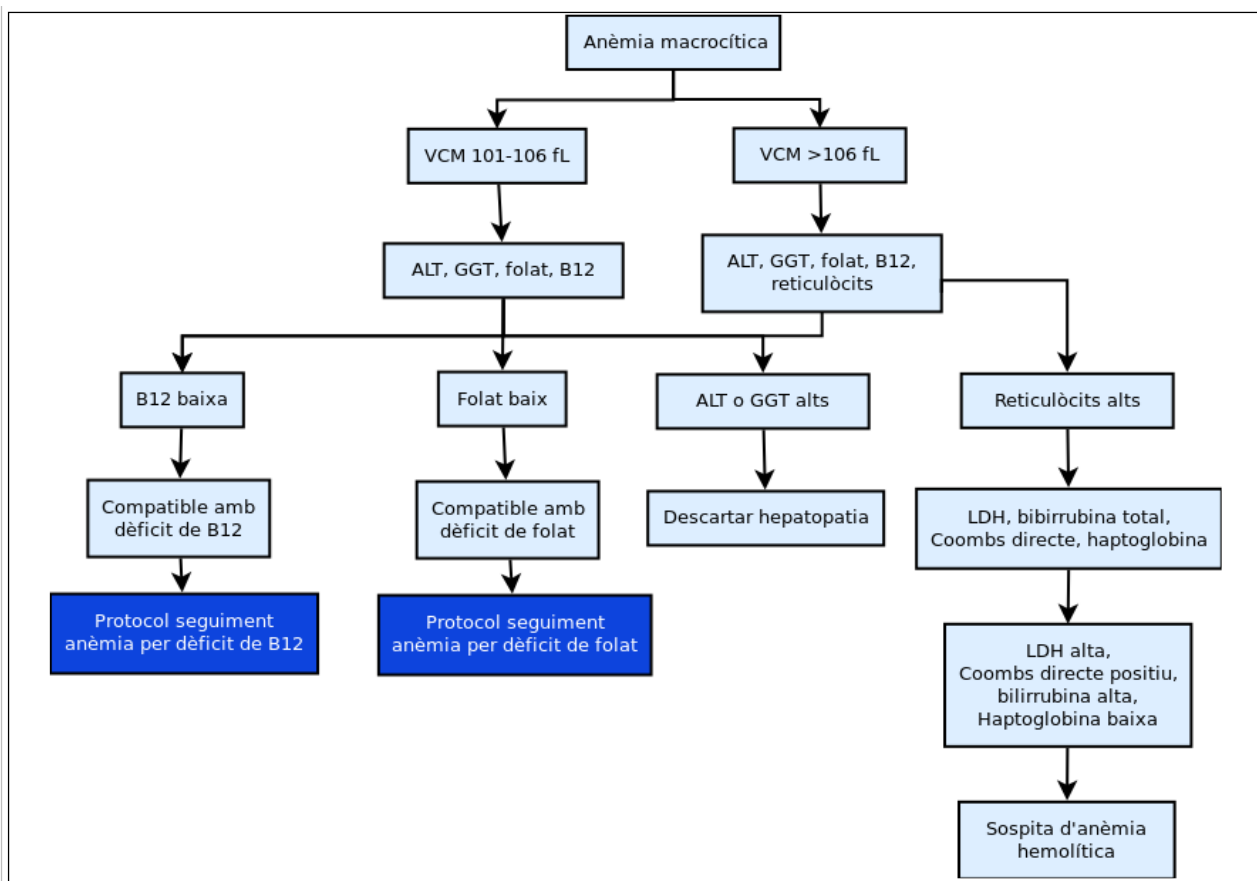 Anèmia macrocítica
VCM 101-106 fL
VCM >106 fL
ALT, GGT, folat, B12
ALT, GGT, folat, B12,
reticulòcits
B12 baixa
Folat baix
ALT o GGT alts
Reticulòcits alts
Compatible amb
dèficit de B12
Compatible amb
dèficit de folat
Descartar hepatopatia
LDH, bibirrubina total,
Coombs directe, haptoglobina
Protocol seguiment
anèmia per dèficit de B12
Protocol seguiment
anèmia per dèficit de folat
LDH alta,
Coombs directe positiu,
bilirrubina alta,
Haptoglobina baixa
Sospita d'anèmia
hemolítica